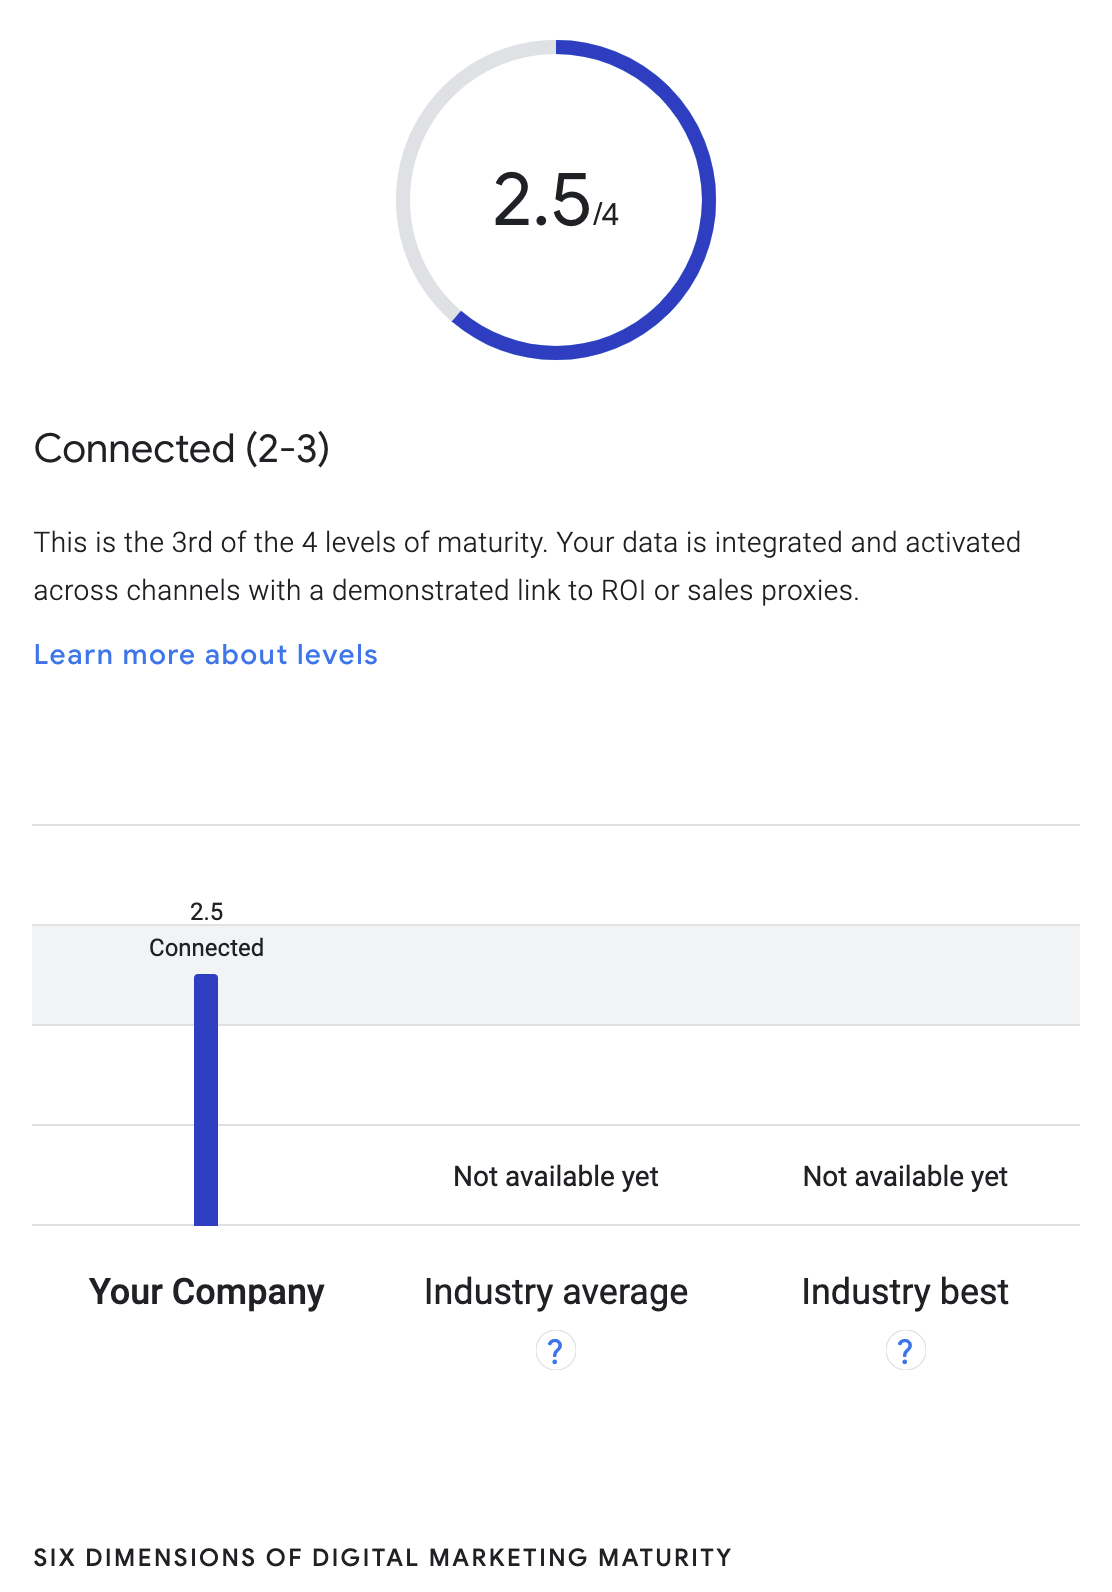 2.5/4
Connected (2-3)
This is the 3rd of the 4 levels of maturity. Your data is integrated and activated
across channels with a demonstrated link to ROI or sales proxies.
Learn more about levels
2.5
Connected
Not available yet
Not available yet
Your Company
Industry average
Industry best
?
?
SIX DIMENSIONS OF DIGITAL MARKETING MATURITY